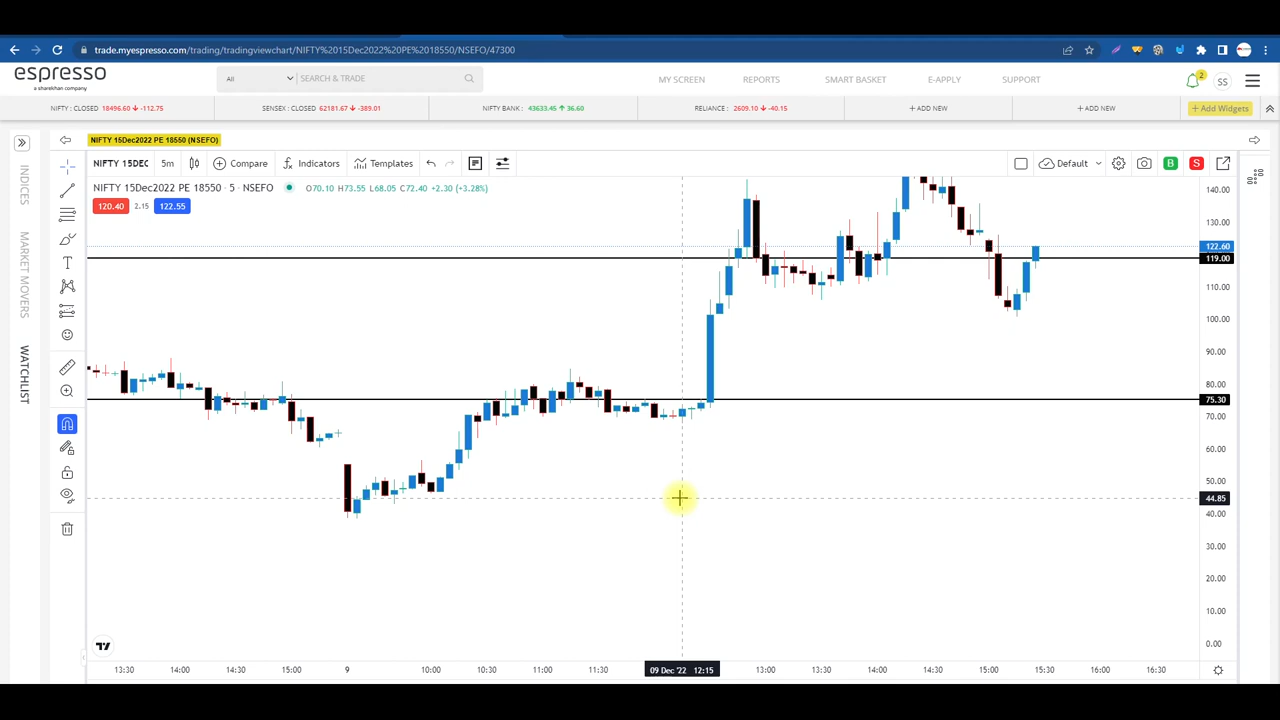 trade.myespresso.com/trading/tradingviewchart/NIFTY%2015Dec2022%20PE%2018550/NSEFO/47300
espresso
a sharekhan company
All
SEARCH & TRADE
MY SCREEN
REPORTS
SMART BASKET
E-APPLY
SUPPORT
2
SS
NIFTY : CLOSED 18496.60 -112.75
SENSEX : CLOSED 62181.67 -389.01
NIFTY BANK : 43633.45 36.60
RELIANCE : 2609.10 -40.15
+ ADD NEW
+ ADD NEW
+ Add Widgets
NIFTY 15Dec2022 PE 18550 (NSEFO)
INDICES
MARKET MOVERS
WATCHLIST
NIFTY 15DEC
5m
Compare
Indicators
Templates
Default
B
S
NIFTY 15Dec2022 PE 18550 · 5 · NSEFO
O70.10 H73.55 L68.05 C72.40 +2.30 (+3.28%)
120.40
2.15
122.55
140.00
130.00
122.60
119.00
110.00
100.00
90.00
80.00
75.30
70.00
60.00
50.00
44.85
40.00
30.00
20.00
10.00
0.00
13:30
14:00
14:30
15:00
9
10:00
10:30
11:00
11:30
09 Dec '22 12:15
13:00
13:30
14:00
14:30
15:00
15:30
16:00
16:30